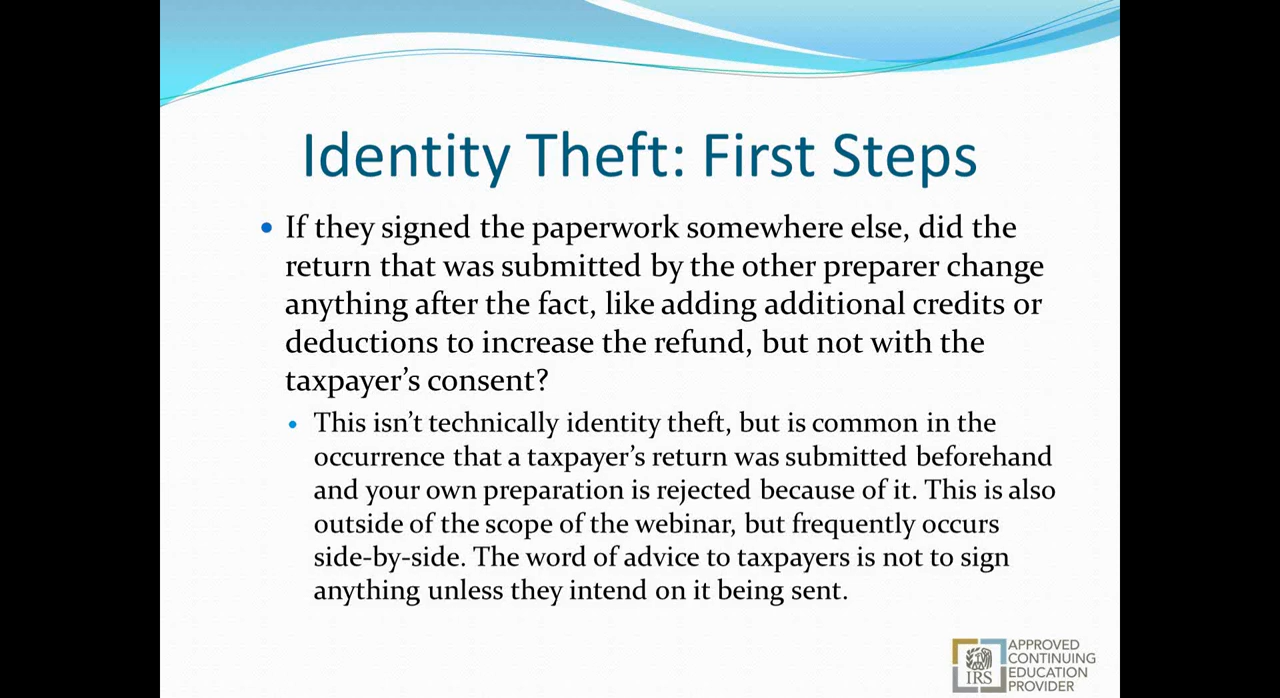 Identity Theft: First Steps
If they signed the paperwork somewhere else, did the
return that was submitted by the other preparer change
anything after the fact, like adding additional credits or
deductions to increase the refund, but not with the
taxpayer’s consent?
This isn’t technically identity theft, but is common in the
occurrence that a taxpayer’s return was submitted beforehand
and your own preparation is rejected because of it. This is also
outside of the scope of the webinar, but frequently occurs
side-by-side. The word of advice to taxpayers is not to sign
anything unless they intend on it being sent.
IRS
APPROVED
CONTINUING
EDUCATION
PROVIDER